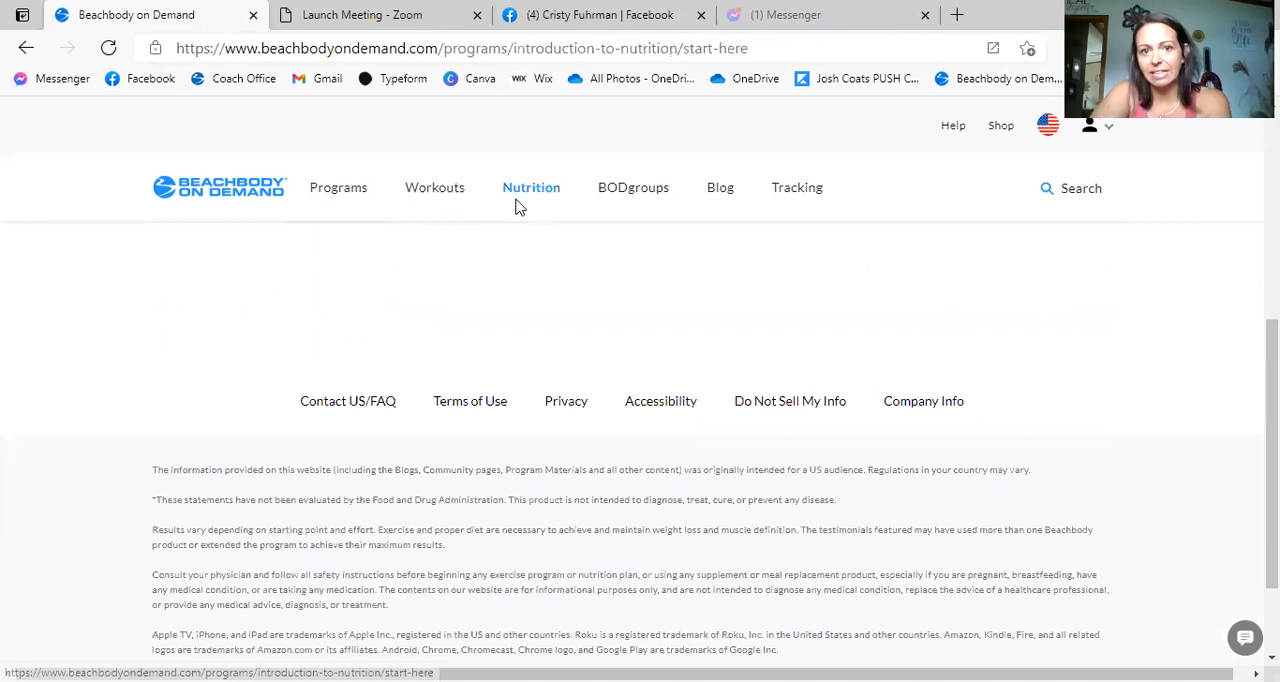 Beachbody on Demand
Launch Meeting - Zoom
(4) Cristy Fuhrman | Facebook
(1) Messenger
https://www.beachbodyondemand.com/programs/introduction-to-nutrition/start-here
Messenger
Facebook
Coach Office
Gmail
Typeform
Canva
WIX Wix
All Photos - OneDri...
OneDrive
Josh Coats PUSH C...
Beachbody on Dem...
Help
Shop
BEACHBODY
ON DEMAND
Programs
Workouts
Nutrition
BODgroups
Blog
Tracking
Search
Contact US/FAQ
Terms of Use
Privacy
Accessibility
Do Not Sell My Info
Company Info
The information provided on this website (including the Blogs, Community pages, Program Materials and all other content) was originally intended for a US audience. Regulations in your country may vary.
*These statements have not been evaluated by the Food and Drug Administration. This product is not intended to diagnose, treat, cure, or prevent any disease.
Results vary depending on starting point and effort. Exercise and proper diet are necessary to achieve and maintain weight loss and muscle definition. The testimonials featured may have used more than one Beachbody
product or extended the program to achieve their maximum results.
Consult your physician and follow all safety instructions before beginning any exercise program or nutrition plan, or using any supplement or meal replacement product, especially if you are pregnant, breastfeeding, have
any medical condition, or are taking any medication. The contents on our website are for informational purposes only, and are not intended to diagnose any medical condition, replace the advice of a healthcare professional,
or provide any medical advice, diagnosis, or treatment.
Apple TV, iPhone, and iPad are trademarks of Apple Inc., registered in the US and other countries. Roku is a registered trademark of Roku, Inc. in the United States and other countries. Amazon, Kindle, Fire, and all related
logos are trademarks of Amazon.com or its affiliates. Android, Chrome, Chromecast, Chrome logo, and Google Play are trademarks of Google Inc.
https://www.beachbodyondemand.com/programs/introduction-to-nutrition/start-here